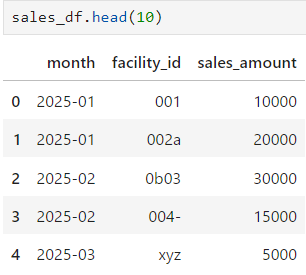 sales_df.head(10)
month facility_id sales_amount
0 2025-01 001 10000
1 2025-01 002a 20000
2 2025-02 0b03 30000
3 2025-02 004- 15000
4 2025-03 xyz 5000